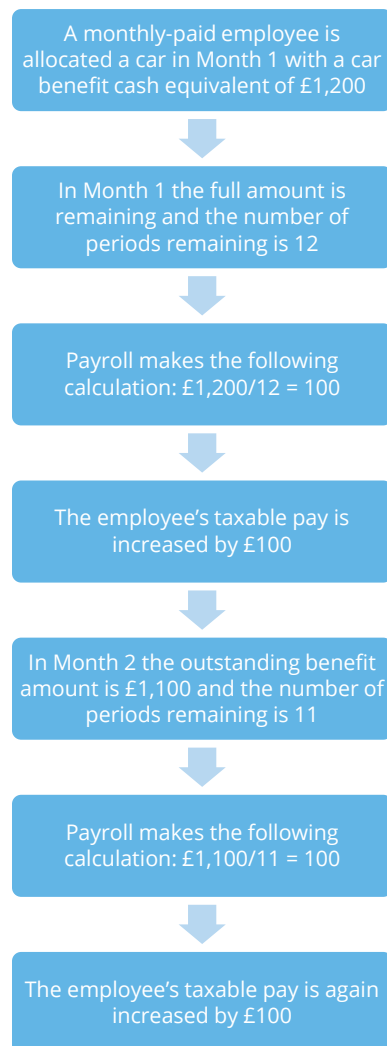 A monthly-paid employee is
allocated a car in Month 1 with a car
benefit cash equivalent of £1,200
In Month 1 the full amount is
remaining and the number of
periods remaining is 12
Payroll makes the following
calculation: £1,200/12 = 100
The employee’s taxable pay is
increased by £100
In Month 2 the outstanding benefit
amount is £1,100 and the number of
periods remaining is 11
Payroll makes the following
calculation: £1,100/11 = 100
The employee’s taxable pay is again
increased by £100